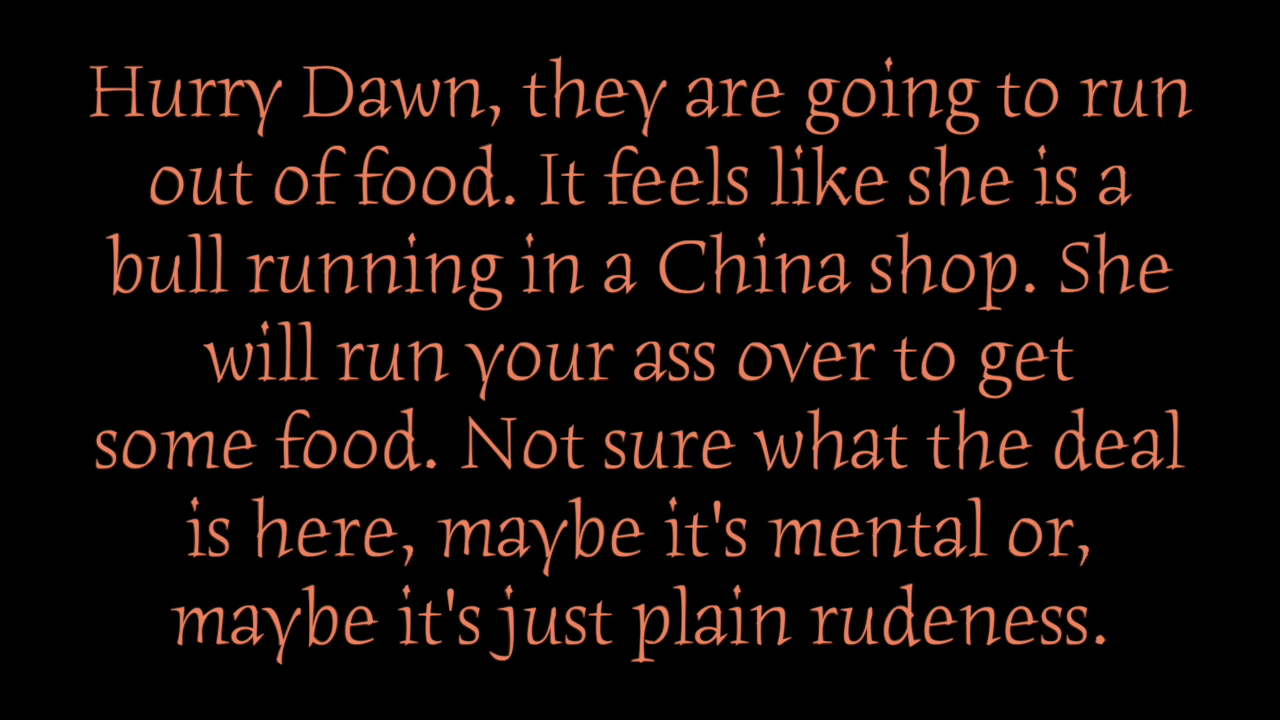 Hurry Dawn, they are going to run
out of food. It feels like she is a
bull running in a China shop. She
will run your ass over to get
some food. Not sure what the deal
is here, maybe it's mental or,
maybe it's just plain rudeness.